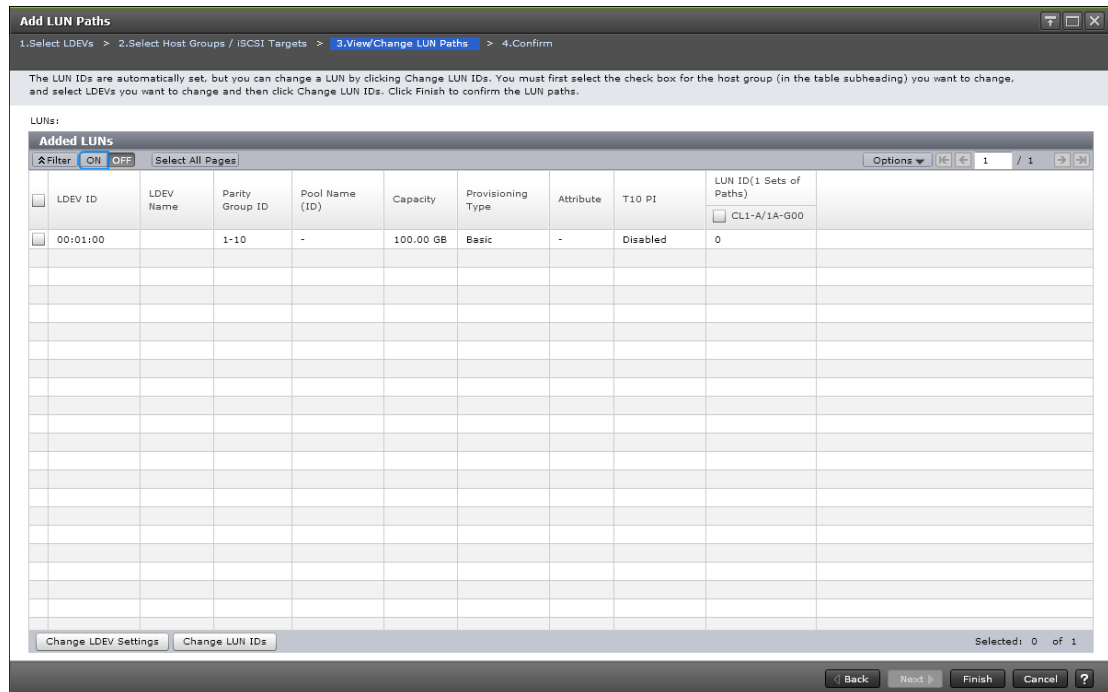 Add LUN Paths
1.Select LDEVs > 2.Select Host Groups / iSCSI Targets > 3.View/Change LUN Paths > 4.Confirm
The LUN IDs are automatically set, but you can change a LUN by clicking Change LUN IDs. You must first select the check box for the host group (in the table subheading) you want to change,
and select LDEVs you want to change and then click Change LUN IDs. Click Finish to confirm the LUN paths.
LUNs:
Added LUNs
Filter ON OFF Select All Pages Options 1 / 1
LDEV ID
LDEV
Name
Parity
Group ID
Pool Name
(ID)
Capacity
Provisioning
Type
Attribute
T10 PI
LUN ID(1 Sets of
Paths)
CL1-A/1A-G00
00:01:00 1-10 - 100.00 GB Basic - Disabled 0
Change LDEV Settings Change LUN IDs Selected: 0 of 1
Back Next Finish Cancel ?